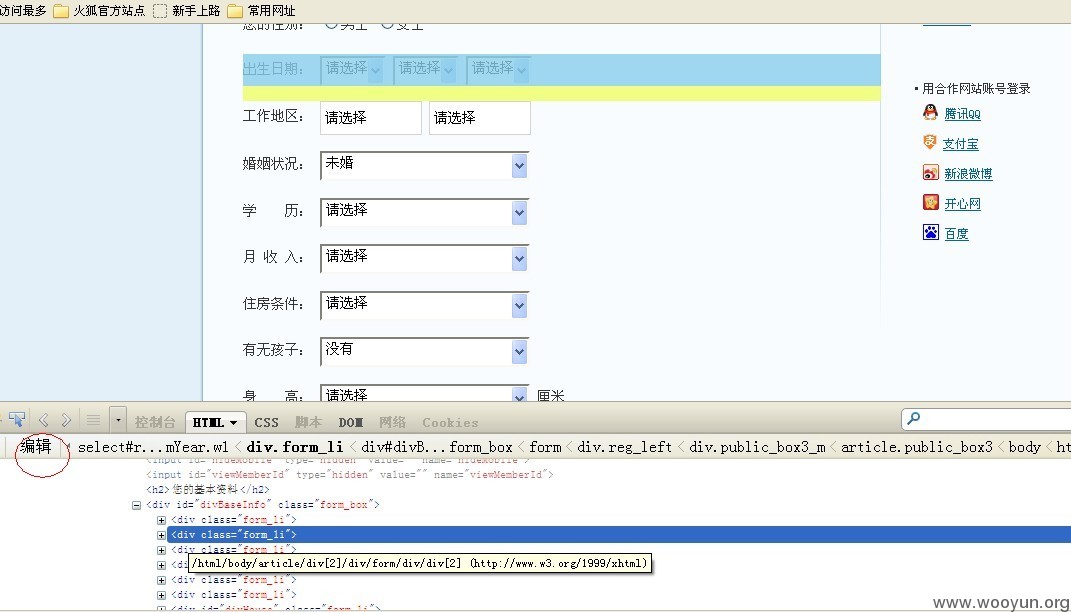 访问最多 火狐官方站点 新手上路 常用网址
您的性别： 男士 女士
出生日期： 请选择 请选择 请选择
工作地区： 请选择 请选择
婚姻状况： 未婚
学 历： 请选择
月 收 入： 请选择
住房条件： 请选择
有无孩子： 没有
身 高： 请选择 厘米
• 用合作网站账号登录
腾讯QQ
支付宝
新浪微博
开心网
百度
控制台 HTML CSS 脚本 DOM 网络 Cookies
编辑 select#r...mYear.w1 < div.form_li < div#divB... form_box < form < div.reg_left < div.public_box3_m < article.public_box3 < body < ht
<input id="hideMobile" type="hidden" value="" name="hideMobile">
<input id="viewMemberId" type="hidden" value="" name="viewMemberId">
<h2>您的基本资料</h2>
<div id="divBaseInfo" class="form_box">
<div class="form_li">
<div class="form_li">
<div class="form_li">
<di
/html/body/article/div[2]/div/form/div/div[2] (http://www.w3.org/1999/xhtml)
<div class="form_li">
<div class="form_li">
<div id="divHouse" class="form_li">
www.wooyun.org